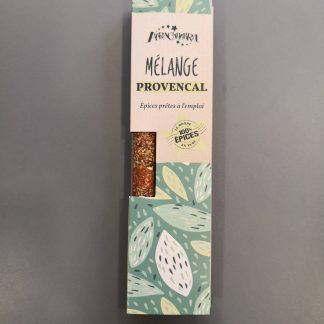 MÉLANGE
PROVENCAL
Épices prêtes à l'emploi
100%
ÉPICES